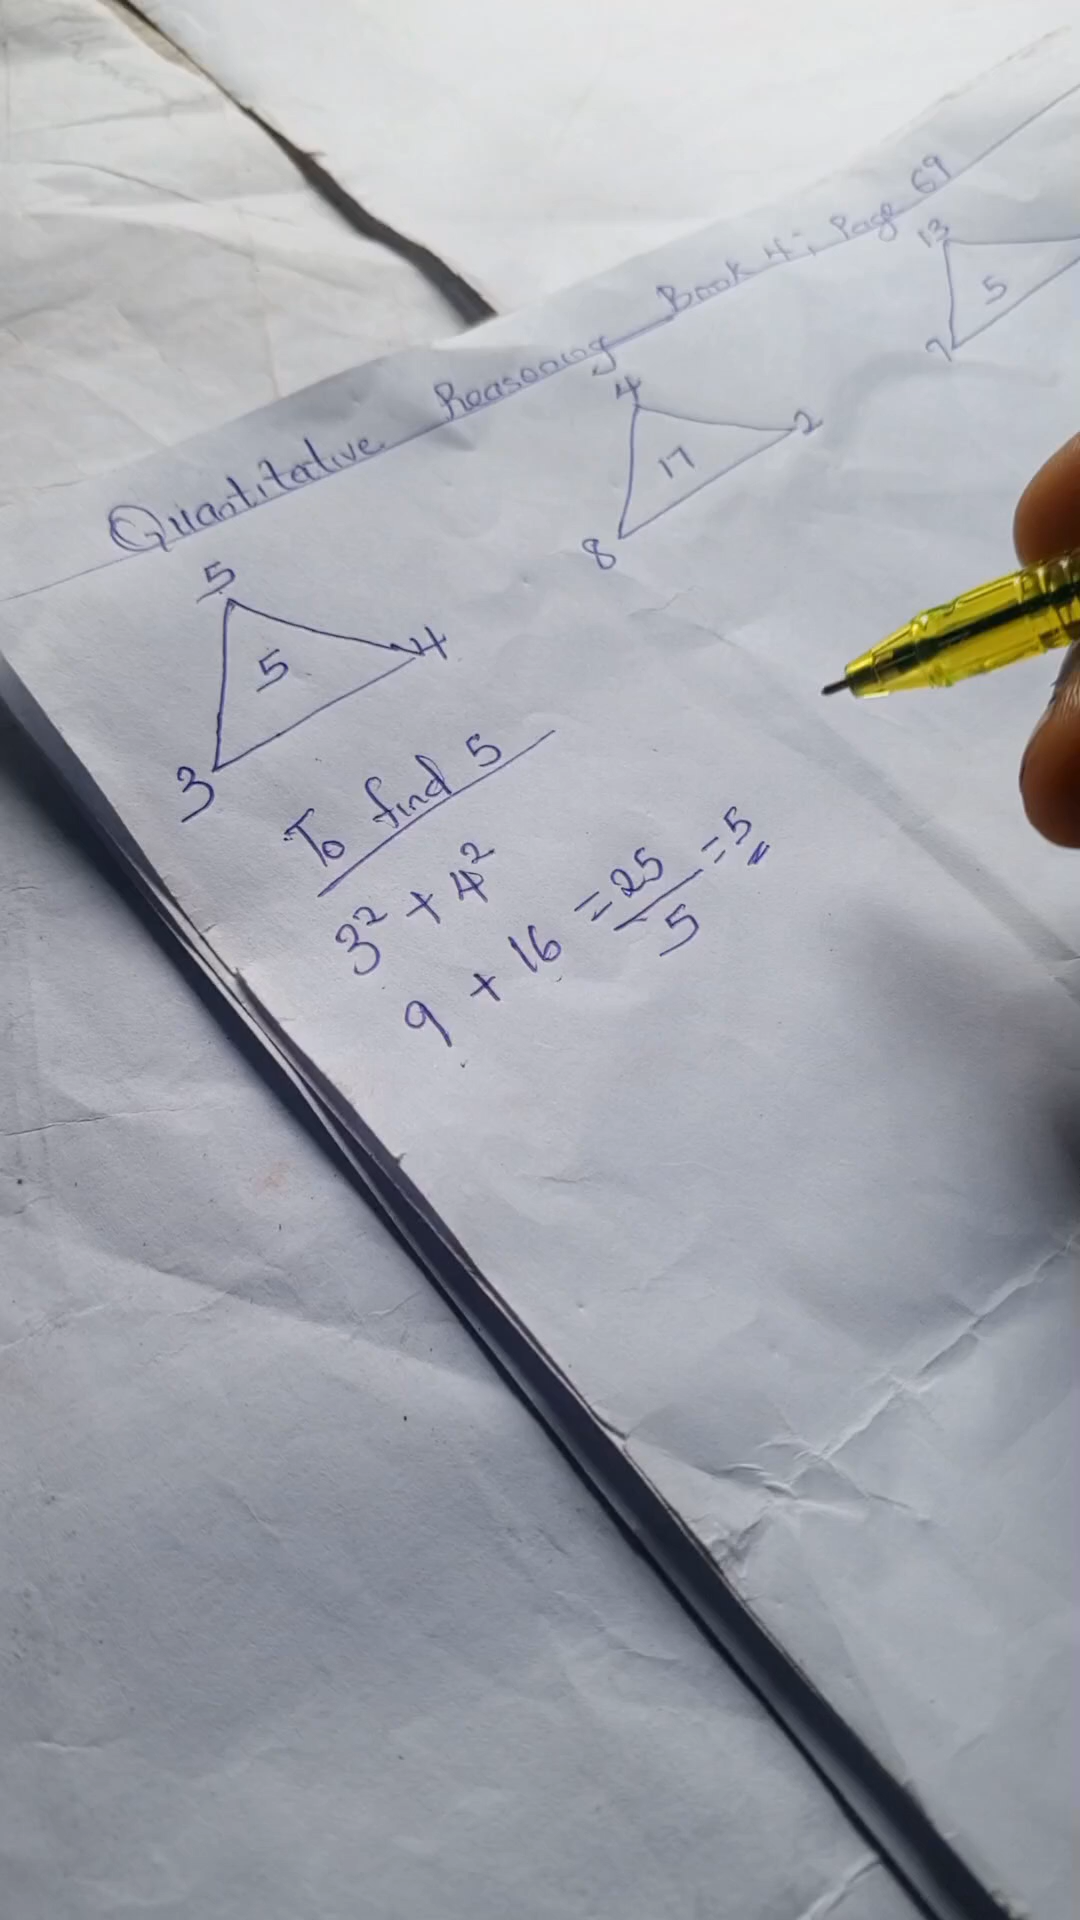 Quantitative Reasoning Book 4; Page 69
5
5
4
3
4
17
2
8
13
5
7
To find 5
3² + 4²
9 + 16 = 25/5 = 5